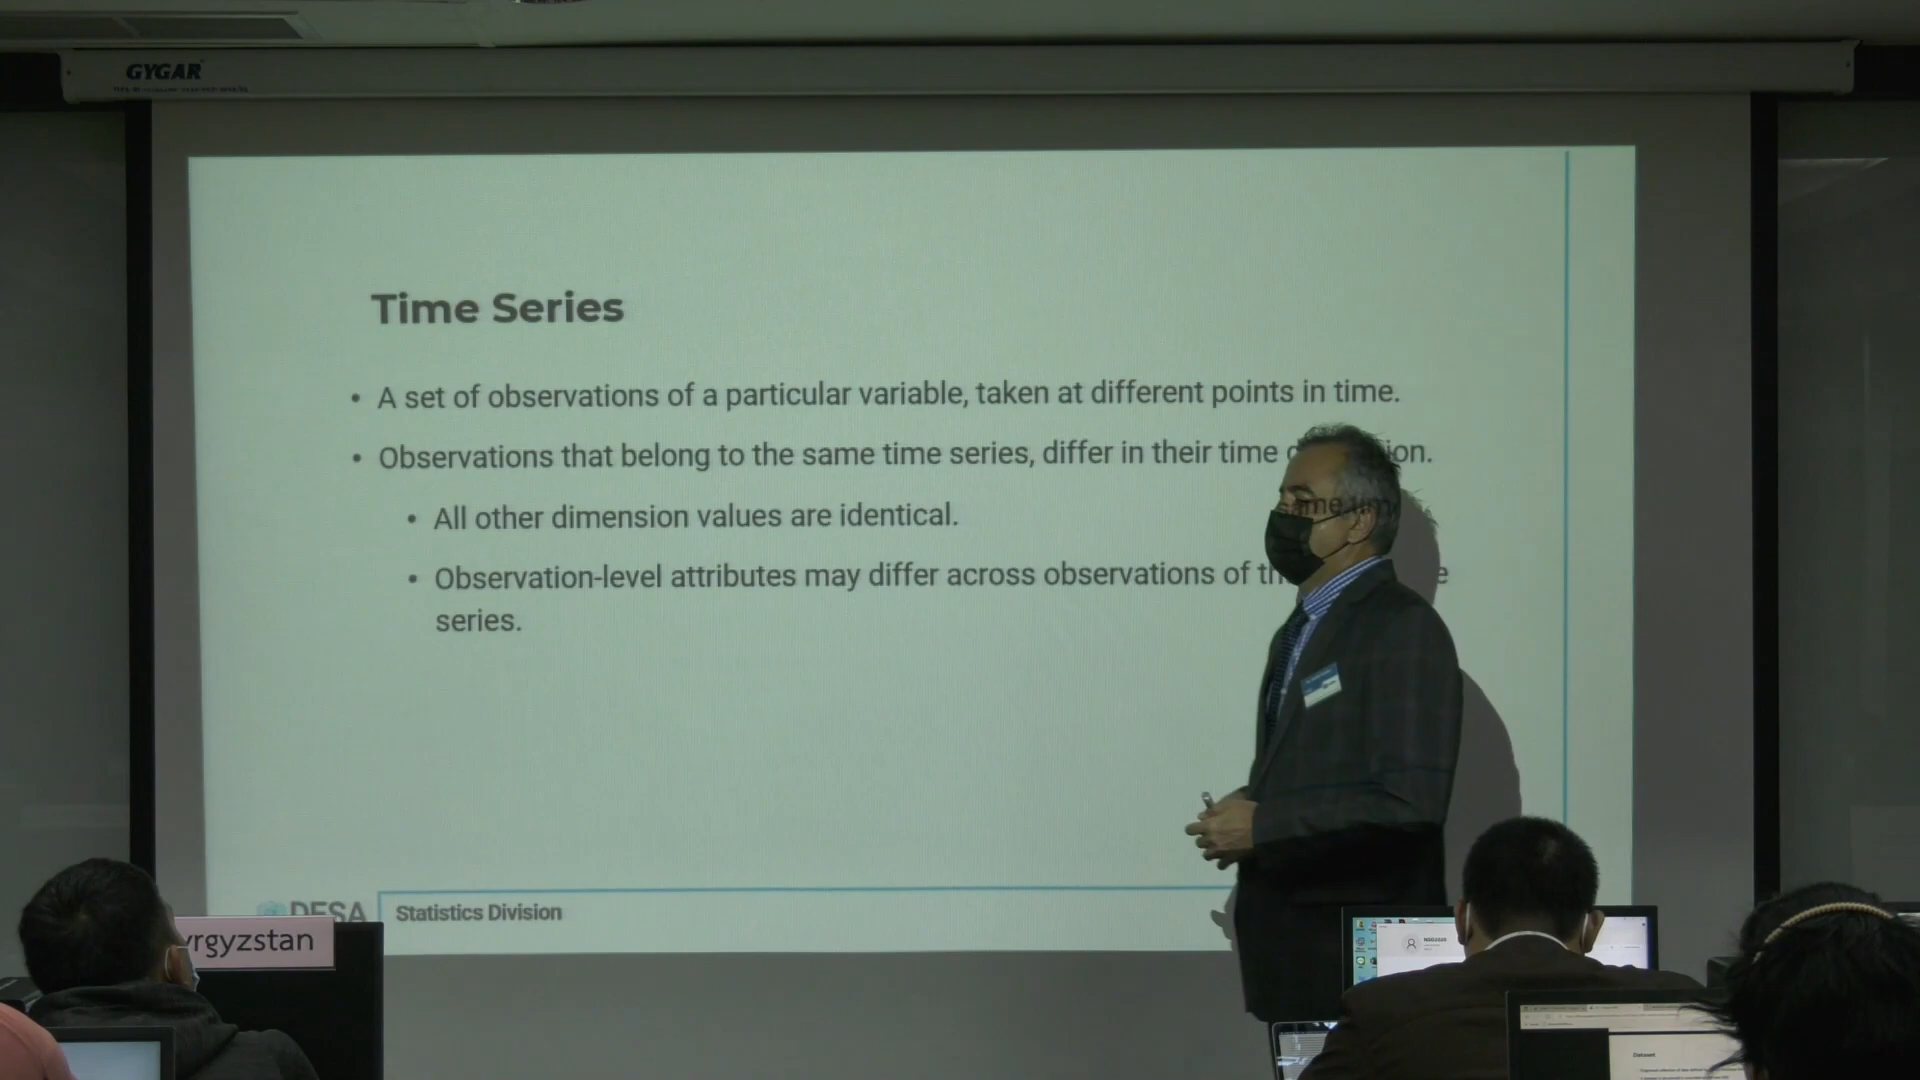 GYGAR
Time Series
• A set of observations of a particular variable, taken at different points in time.
• Observations that belong to the same time series, differ in their time
• All other dimension values are identical.
• Observation-level attributes may differ across observations of
series.
DESA
Statistics Division
yrgyzstan
Dataset